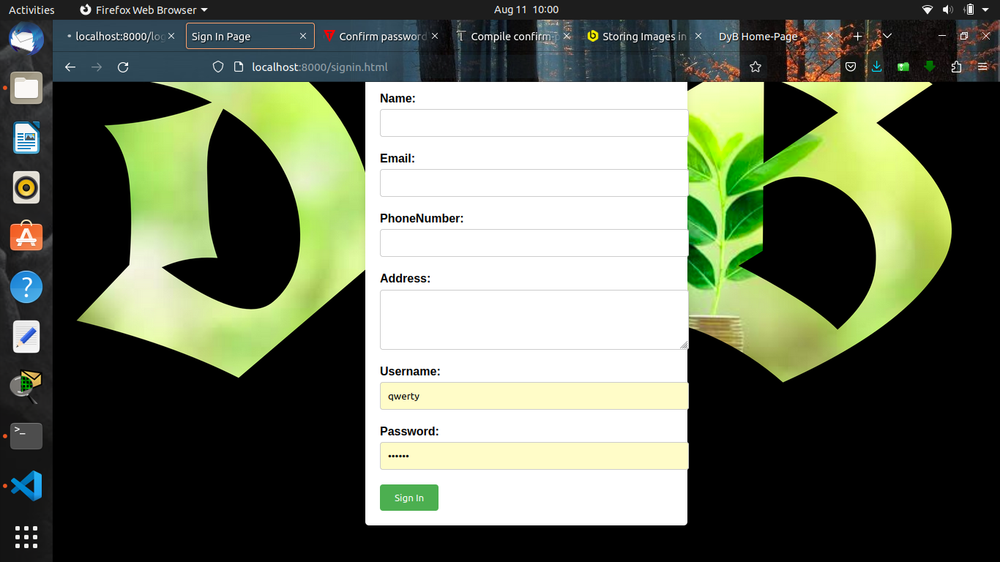 Activities Firefox Web Browser Aug 11 10:00
localhost:8000/log Sign In Page Confirm password Compile confirm-p Storing Images in DyB Home-Page
localhost:8000/signin.html
Name:
Email:
PhoneNumber:
Address:
Username:
qwerty
Password:
••••••
Sign In